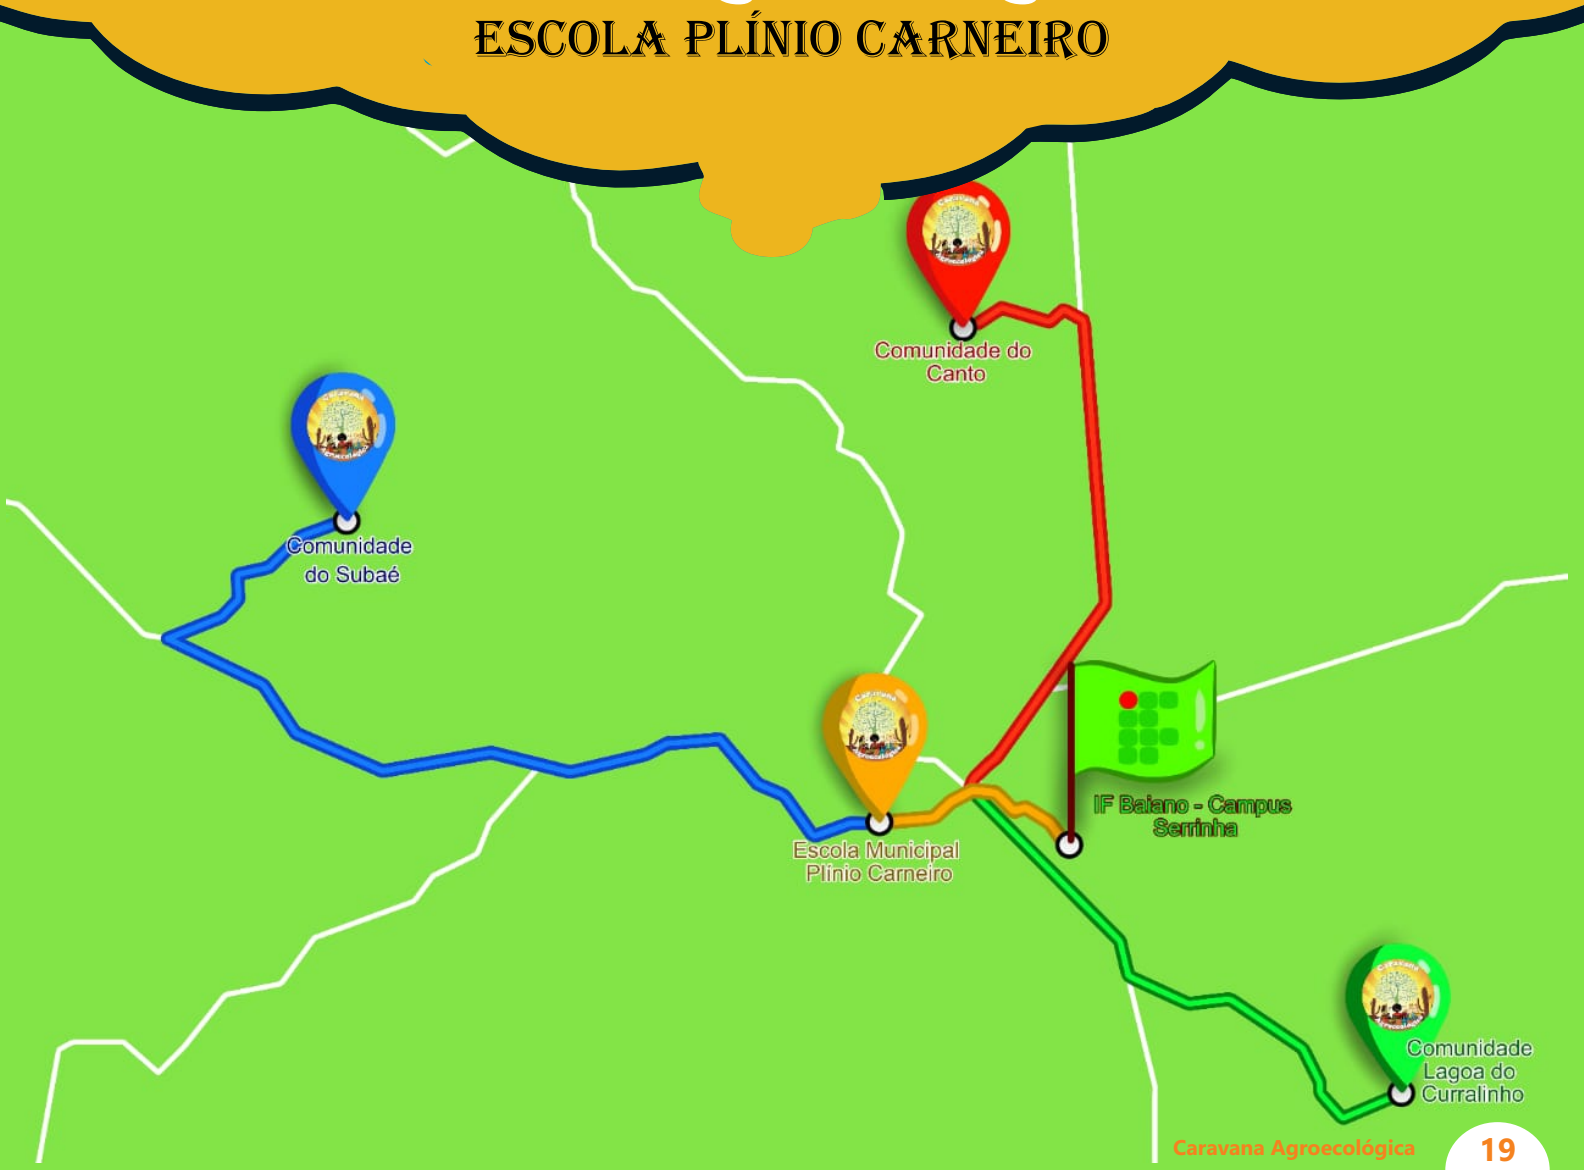 ESCOLA PLÍNIO CARNEIRO
Comunidade do
Canto
Comunidade
do Subaé
IF Baiano - Campus
Serrinha
Escola Municipal
Plínio Carneiro
Comunidade
Lagoa do
Curralinho
Caravana Agroecológica
19